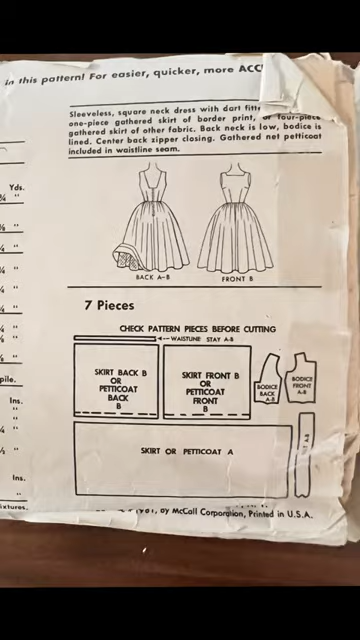 in this pattern! For easier, quicker, more ACC
Sleeveless, square neck dress with dart fitt
one-piece gathered skirt of border print, or four-piece
gathered skirt of other fabric. Back neck is low, bodice is
lined. Center back zipper closing. Gathered net petticoat
included in waistline seam.
Yds.
BACK A-B
FRONT B
7 Pieces
CHECK PATTERN PIECES BEFORE CUTTING
WAISTLINE STAY A-B
SKIRT BACK B
OR
PETTICOAT
BACK
B
SKIRT FRONT B
OR
PETTICOAT
FRONT
B
BODICE
BACK
A-B
BODICE
FRONT
A-B
SKIRT OR PETTICOAT A
pile.
Ins.
Ins.
ixtures.
by McCall Corporation, Printed in U.S.A.